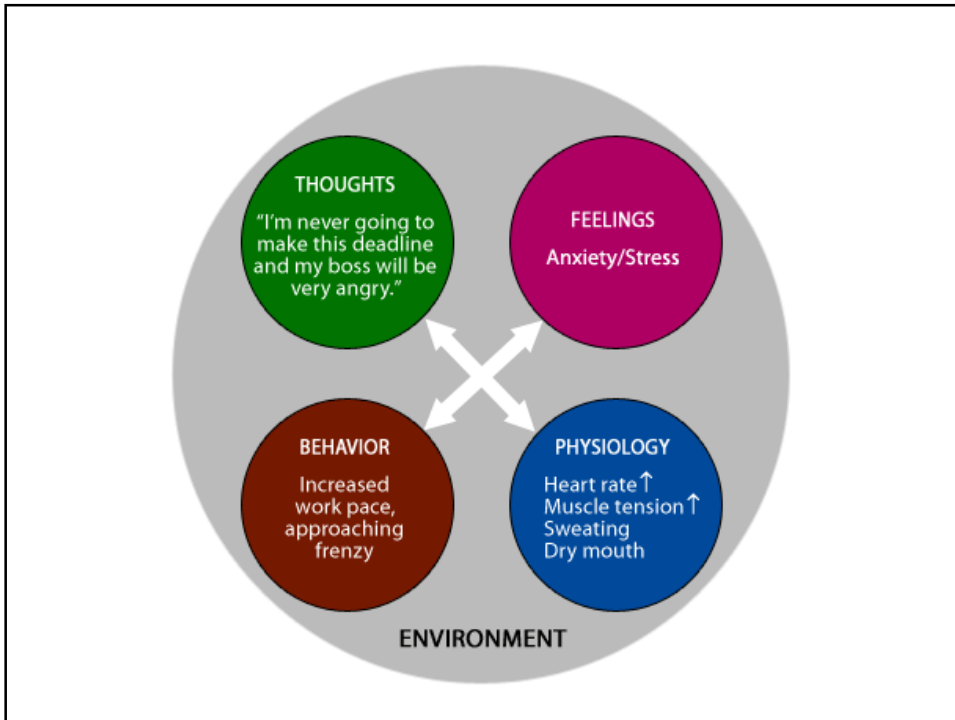 THOUGHTS
“I’m never going to
make this deadline
and my boss will be
very angry.”
FEELINGS
Anxiety/Stress
BEHAVIOR
Increased
work pace,
approaching
frenzy
PHYSIOLOGY
Heart rate↑
Muscle tension↑
Sweating
Dry mouth
ENVIRONMENT